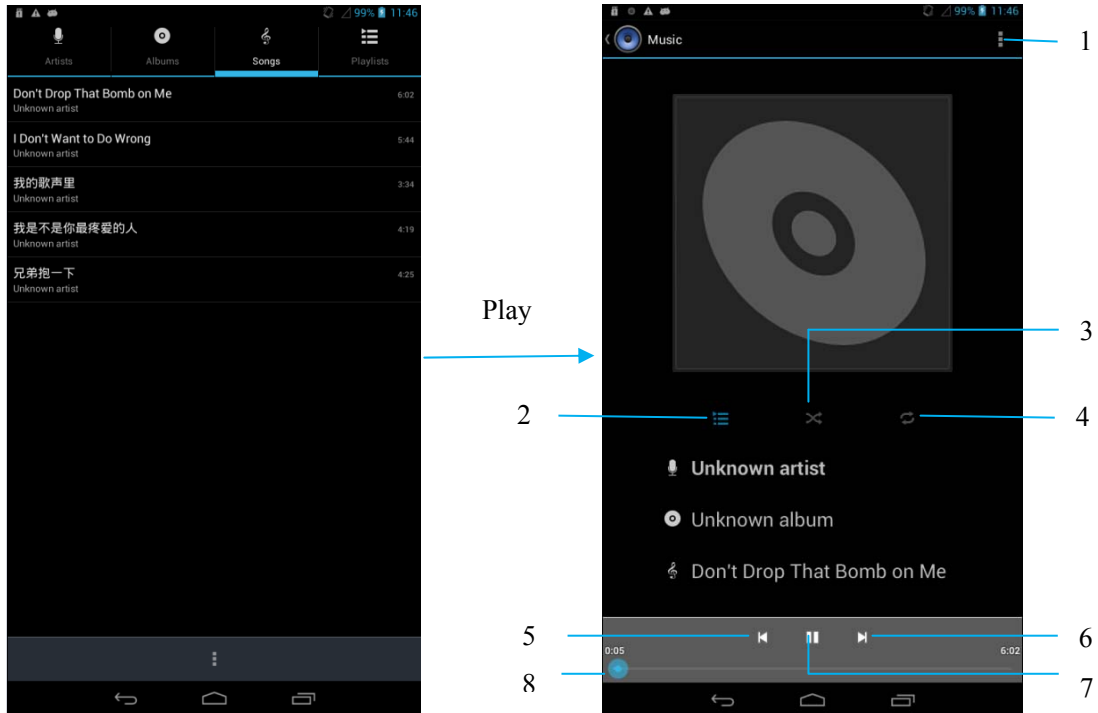 99% 11:46
Artists Albums Songs Playlists
Don't Drop That Bomb on Me 6:02
Unknown artist
I Don't Want to Do Wrong 5:44
Unknown artist
我的歌声里 3:34
Unknown artist
我是不是你最疼爱的人 4:19
Unknown artist
兄弟抱一下 4:25
Unknown artist
Play
99% 11:46
Music
1
3
2
4
Unknown artist
Unknown album
Don't Drop That Bomb on Me
5
6
0:05 6:02
8
7